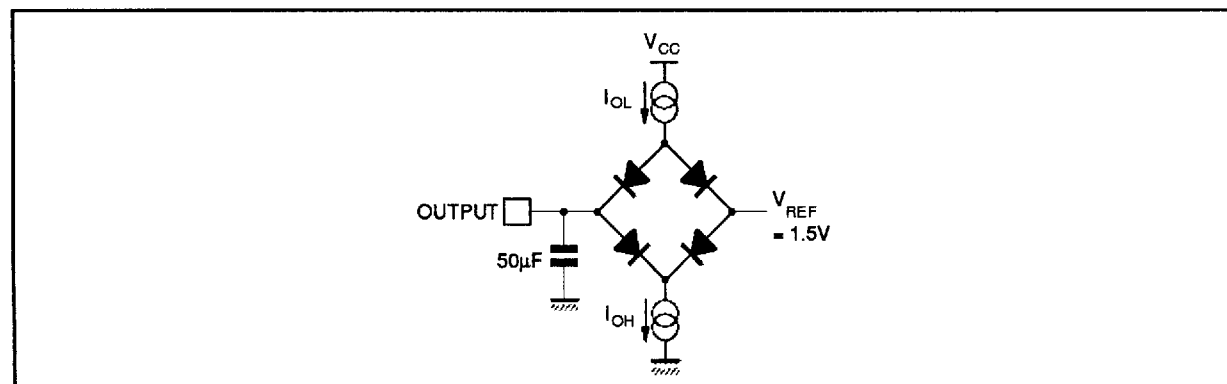 V_CC
I_OL
OUTPUT
V_REF
= 1.5V
50µF
I_OH